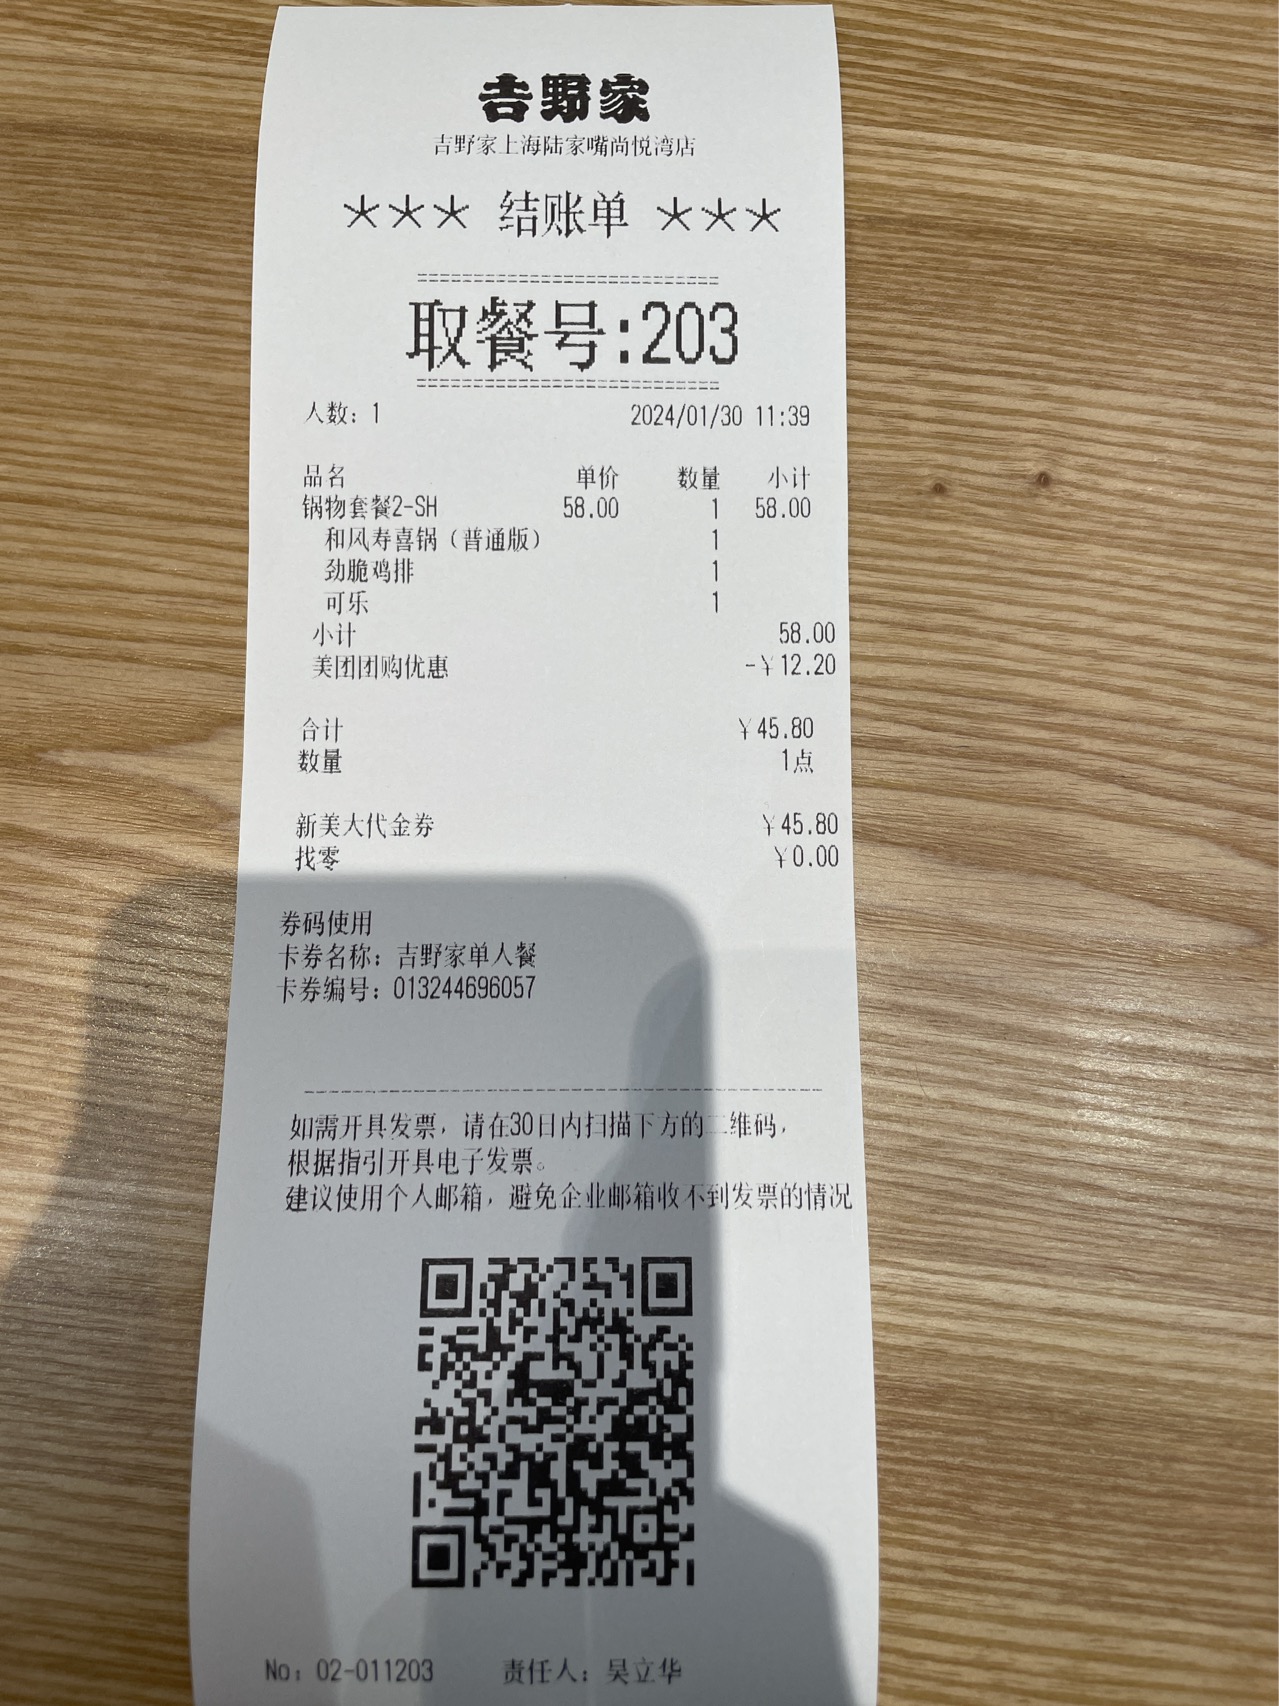 吉野家
吉野家上海陆家嘴尚悦湾店
*** 结账单 ***
==========================
取餐号:203
==========================
人数: 1 2024/01/30 11:39
品名 单价 数量 小计
锅物套餐2-SH 58.00 1 58.00
和风寿喜锅（普通版） 1
劲脆鸡排 1
可乐 1
小计 58.00
美团团购优惠 -¥12.20
合计 ¥45.80
数量 1点
新美大代金券 ¥45.80
找零 ¥0.00
券码使用
卡券名称: 吉野家单人餐
卡券编号: 013244696057
如需开具发票, 请在30日内扫描下方的二维码,
根据指引开具电子发票。
建议使用个人邮箱, 避免企业邮箱收不到发票的情况
No: 02-011203 责任人: 吴立华